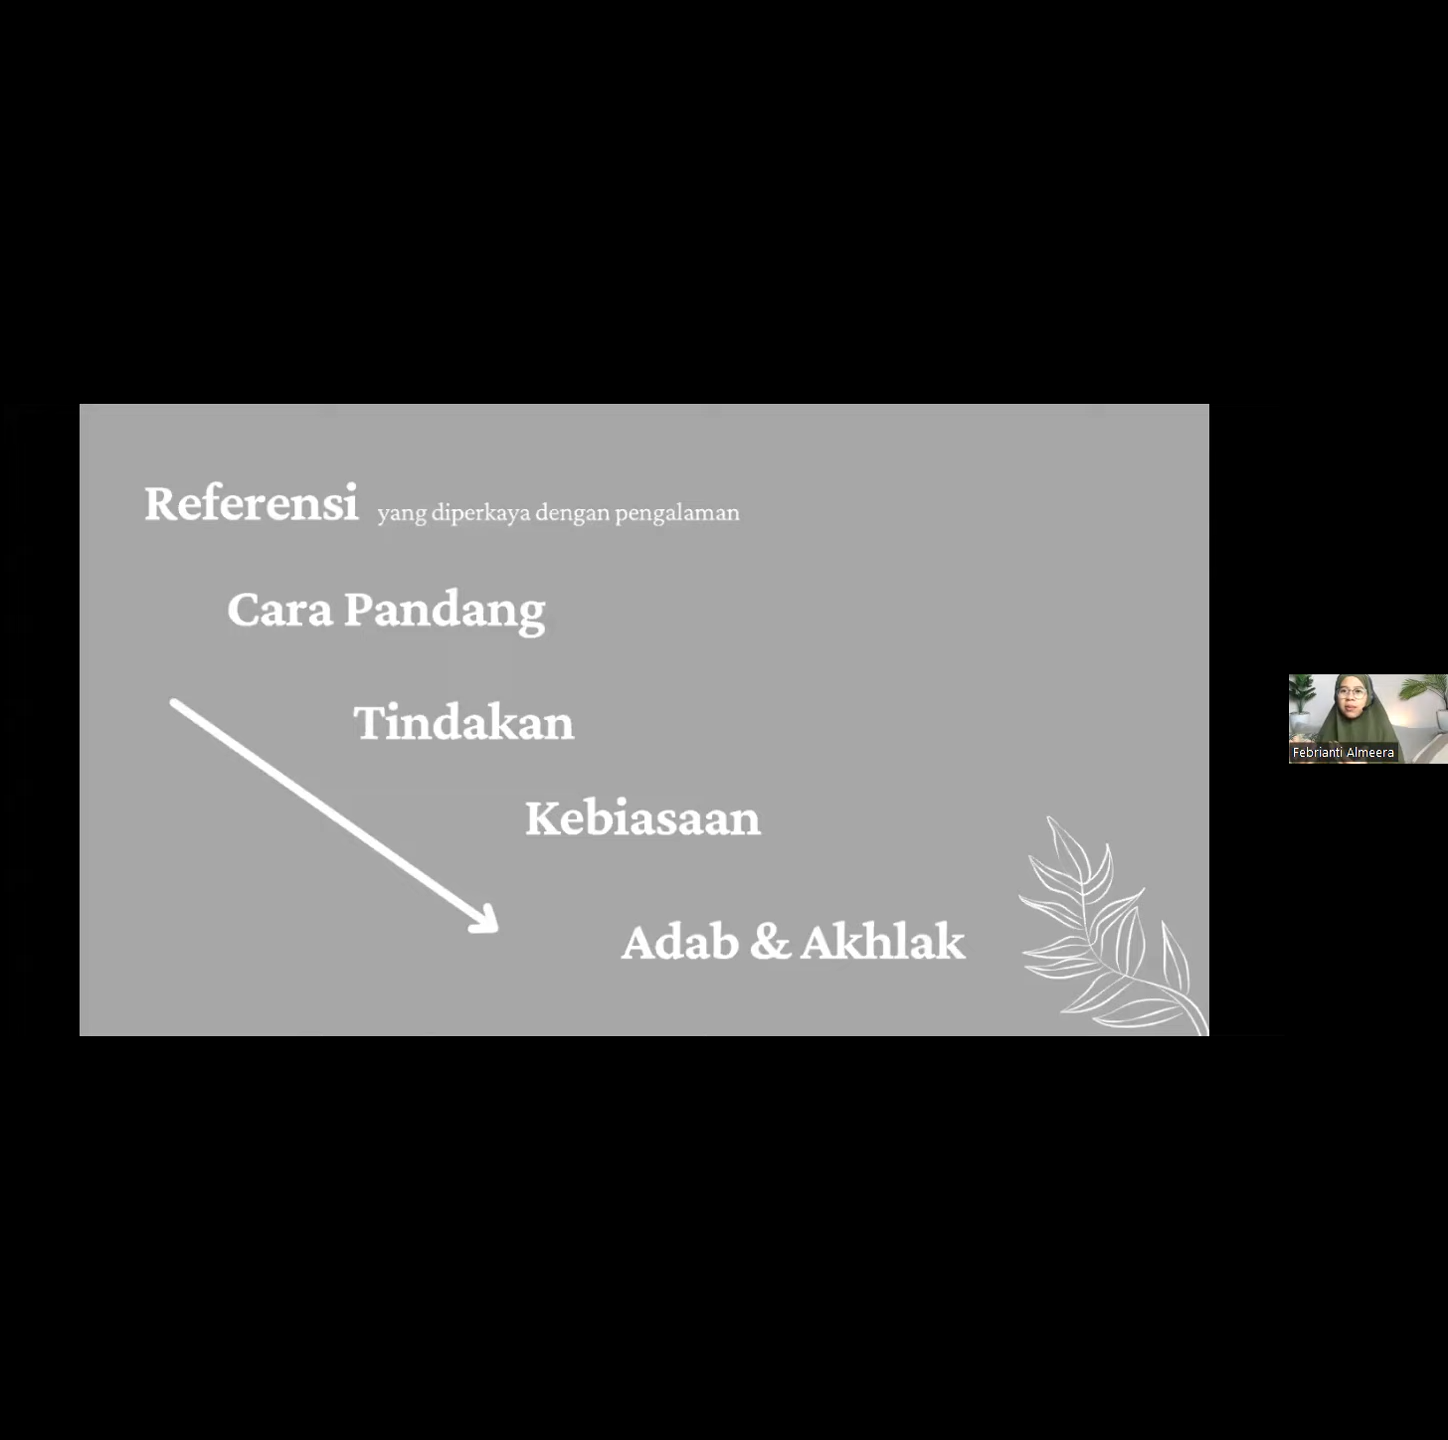 Referensi yang diperkaya dengan pengalaman
Cara Pandang
Tindakan
Kebiasaan
Adab & Akhlak
Febrianti Almeera